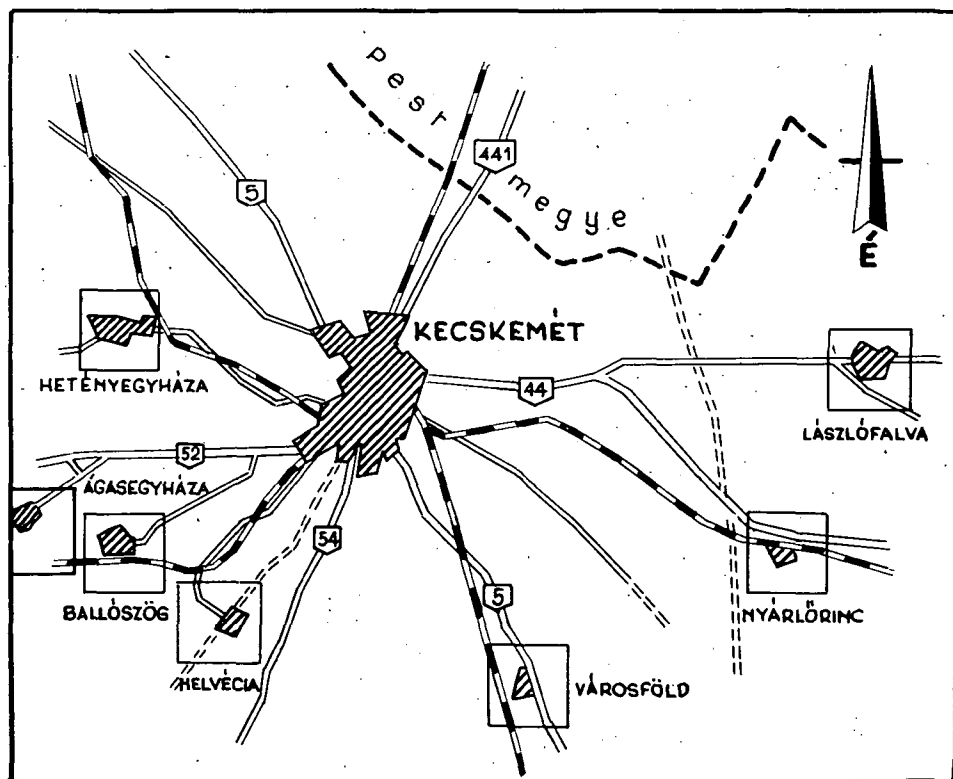 Pest megye
441
5
É
KECSKEMÉT
HETÉNYEGYHÁZA
44
LÁSZLÓFALVA
52
ÁGASEGYHÁZA
54
BALLÓSZÖG
5
NYÁRLŐRINC
HELVÉCIA
VÁROSFÖLD